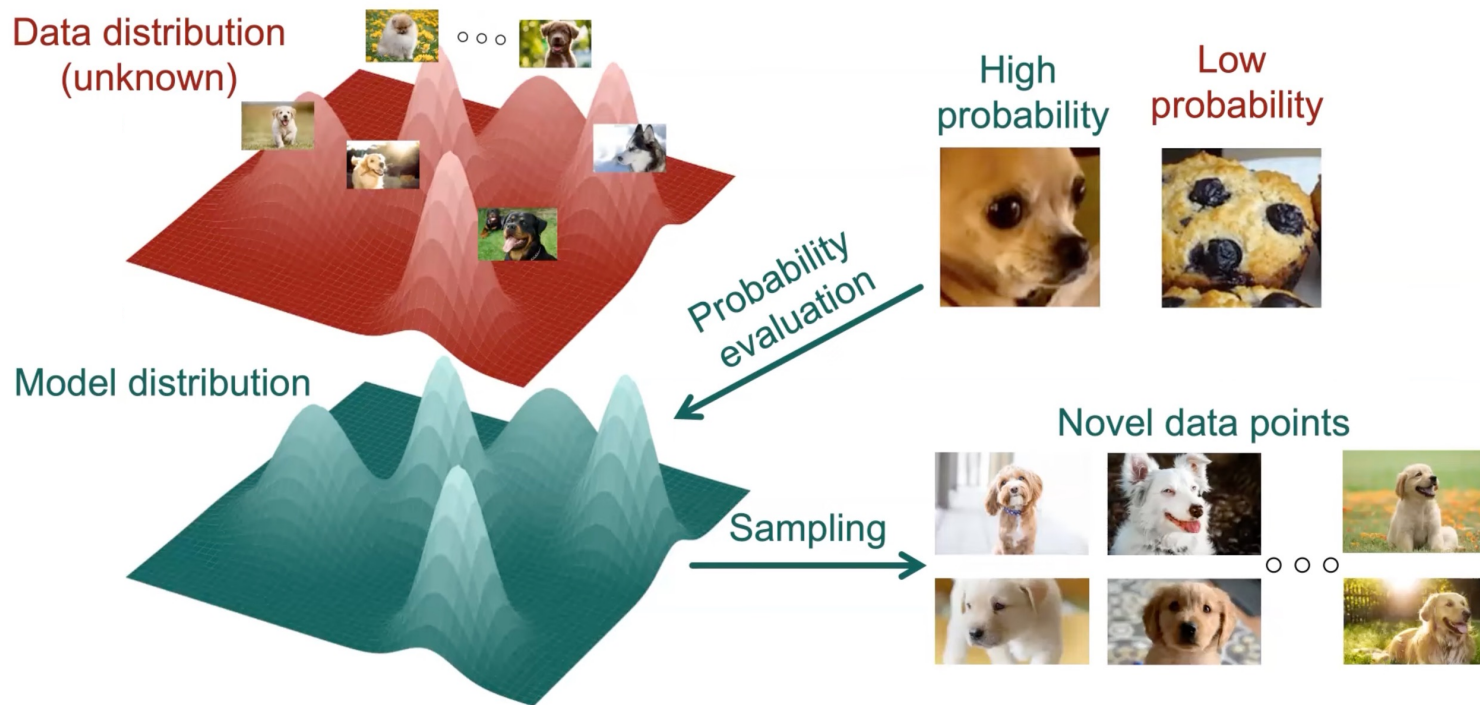 Data distribution
(unknown)
High
probability
Low
probability
Probability
evaluation
Model distribution
Novel data points
Sampling